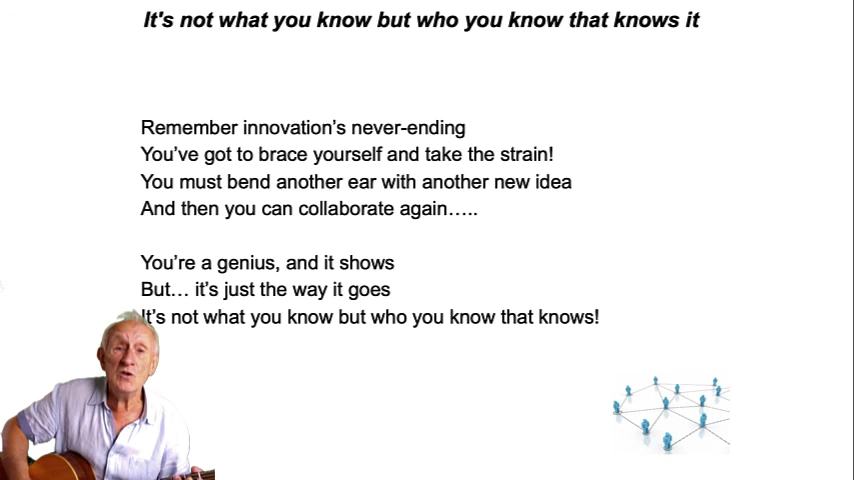 It's not what you know but who you know that knows it
Remember innovation’s never-ending
You’ve got to brace yourself and take the strain!
You must bend another ear with another new idea
And then you can collaborate again…..
You’re a genius, and it shows
But… it’s just the way it goes
It’s not what you know but who you know that knows!